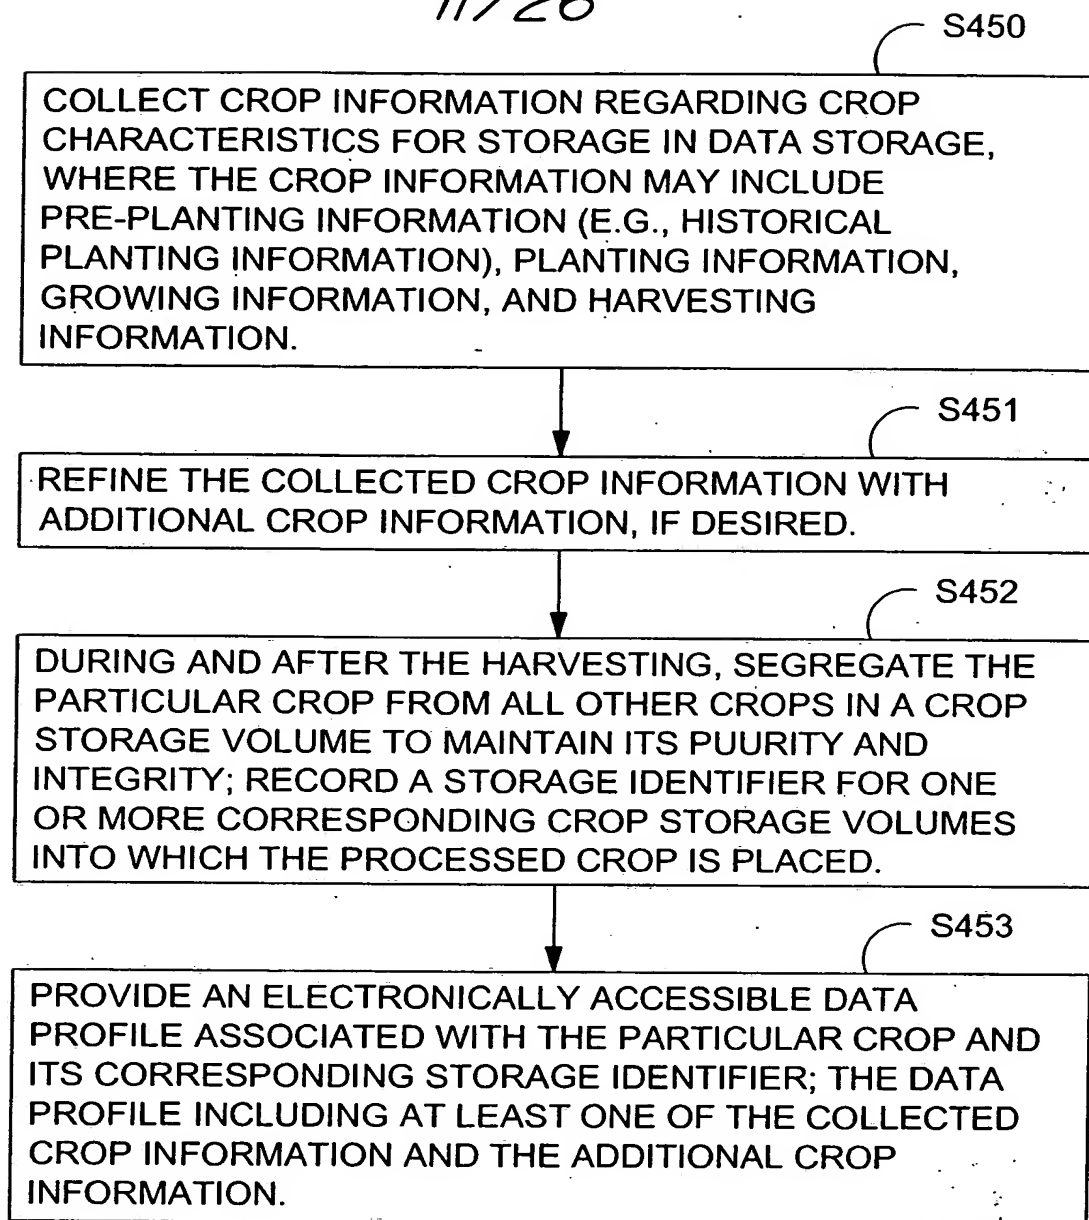 11/26
S450
COLLECT CROP INFORMATION REGARDING CROP
CHARACTERISTICS FOR STORAGE IN DATA STORAGE,
WHERE THE CROP INFORMATION MAY INCLUDE
PRE-PLANTING INFORMATION (E.G., HISTORICAL
PLANTING INFORMATION), PLANTING INFORMATION,
GROWING INFORMATION, AND HARVESTING
INFORMATION.
S451
REFINE THE COLLECTED CROP INFORMATION WITH
ADDITIONAL CROP INFORMATION, IF DESIRED.
S452
DURING AND AFTER THE HARVESTING, SEGREGATE THE
PARTICULAR CROP FROM ALL OTHER CROPS IN A CROP
STORAGE VOLUME TO MAINTAIN ITS PUURITY AND
INTEGRITY; RECORD A STORAGE IDENTIFIER FOR ONE
OR MORE CORRESPONDING CROP STORAGE VOLUMES
INTO WHICH THE PROCESSED CROP IS PLACED.
S453
PROVIDE AN ELECTRONICALLY ACCESSIBLE DATA
PROFILE ASSOCIATED WITH THE PARTICULAR CROP AND
ITS CORRESPONDING STORAGE IDENTIFIER; THE DATA
PROFILE INCLUDING AT LEAST ONE OF THE COLLECTED
CROP INFORMATION AND THE ADDITIONAL CROP
INFORMATION.